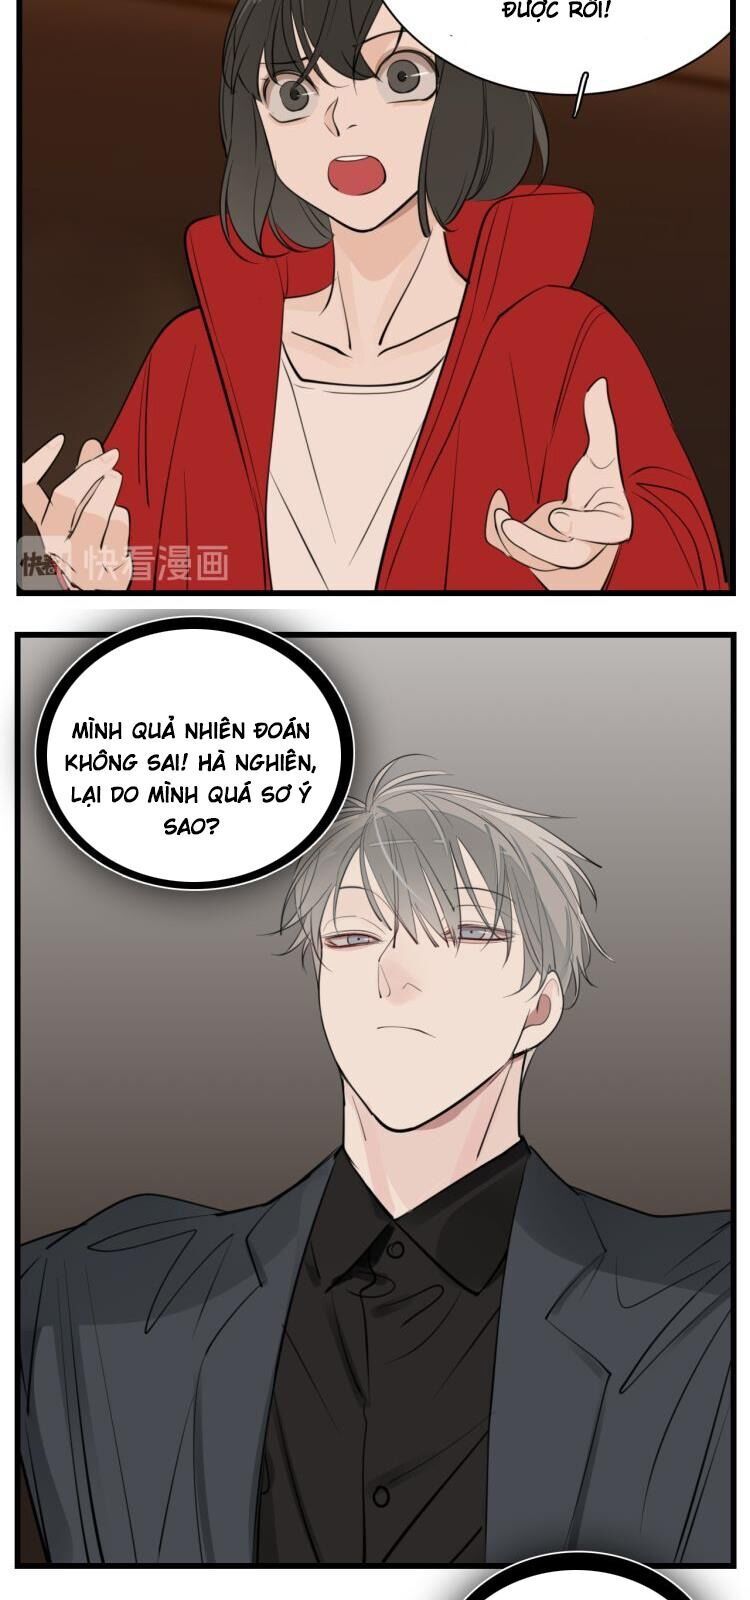 ĐƯỢC RỒI!
快看漫画
MÌNH QUẢ NHIÊN ĐOÁN
KHÔNG SAI! HÀ NGHIÊN,
LẠI DO MÌNH QUÁ SƠ Ý
SAO?